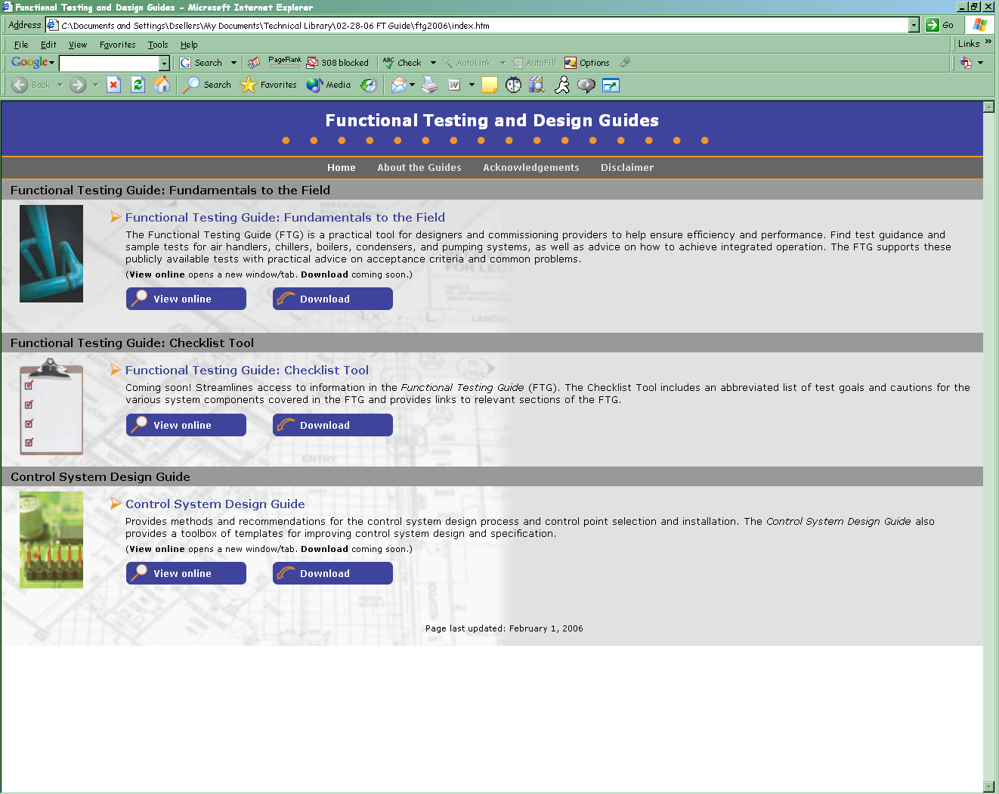 Functional Testing and Design Guides - Microsoft Internet Explorer
Address C:\Documents and Settings\Dsellers\My Documents\Technical Library\02-28-06 FT Guide\ftg2006\index.htm Go
File Edit View Favorites Tools Help Links »
Google Search PageRank 308 blocked ABC Check AutoLink AutoFill Options
Back Search Favorites Media
Functional Testing and Design Guides
Home About the Guides Acknowledgements Disclaimer
Functional Testing Guide: Fundamentals to the Field
Functional Testing Guide: Fundamentals to the Field
The Functional Testing Guide (FTG) is a practical tool for designers and commissioning providers to help ensure efficiency and performance. Find test guidance and
sample tests for air handlers, chillers, boilers, condensers, and pumping systems, as well as advice on how to achieve integrated operation. The FTG supports these
publicly available tests with practical advice on acceptance criteria and common problems.
(View online opens a new window/tab. Download coming soon.)
View online Download
Functional Testing Guide: Checklist Tool
Functional Testing Guide: Checklist Tool
Coming soon! Streamlines access to information in the Functional Testing Guide (FTG). The Checklist Tool includes an abbreviated list of test goals and cautions for the
various system components covered in the FTG and provides links to relevant sections of the FTG.
View online Download
ENTRY
Control System Design Guide
Control System Design Guide
Provides methods and recommendations for the control system design process and control point selection and installation. The Control System Design Guide also
provides a toolbox of templates for improving control system design and specification.
(View online opens a new window/tab. Download coming soon.)
View online Download
Page last updated: February 1, 2006